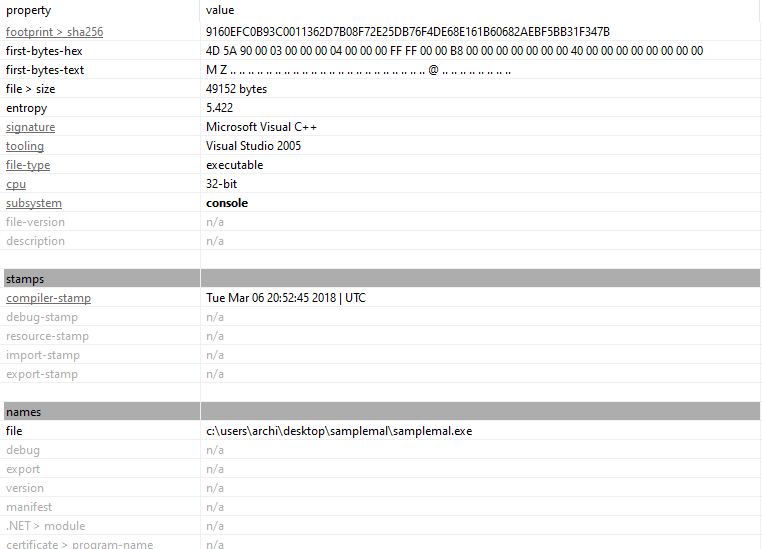 property value
footprint > sha256 9160EFC0B93C0011362D7B08F72E25DB76F4DE68E161B60682AEBF5BB31F347B
first-bytes-hex 4D 5A 90 00 03 00 00 00 04 00 00 00 FF FF 00 00 B8 00 00 00 00 00 00 00 40 00 00 00 00 00 00 00
first-bytes-text M Z .. .. .. .. .. .. .. .. .. .. .. .. .. .. .. .. .. .. .. .. .. .. @ .. .. .. .. .. .. ..
file > size 49152 bytes
entropy 5.422
signature Microsoft Visual C++
tooling Visual Studio 2005
file-type executable
cpu 32-bit
subsystem console
file-version n/a
description n/a
stamps
compiler-stamp Tue Mar 06 20:52:45 2018 | UTC
debug-stamp n/a
resource-stamp n/a
import-stamp n/a
export-stamp n/a
names
file c:\users\archi\desktop\samplemal\samplemal.exe
debug n/a
export n/a
version n/a
manifest n/a
.NET > module n/a
certificate > program-name n/a